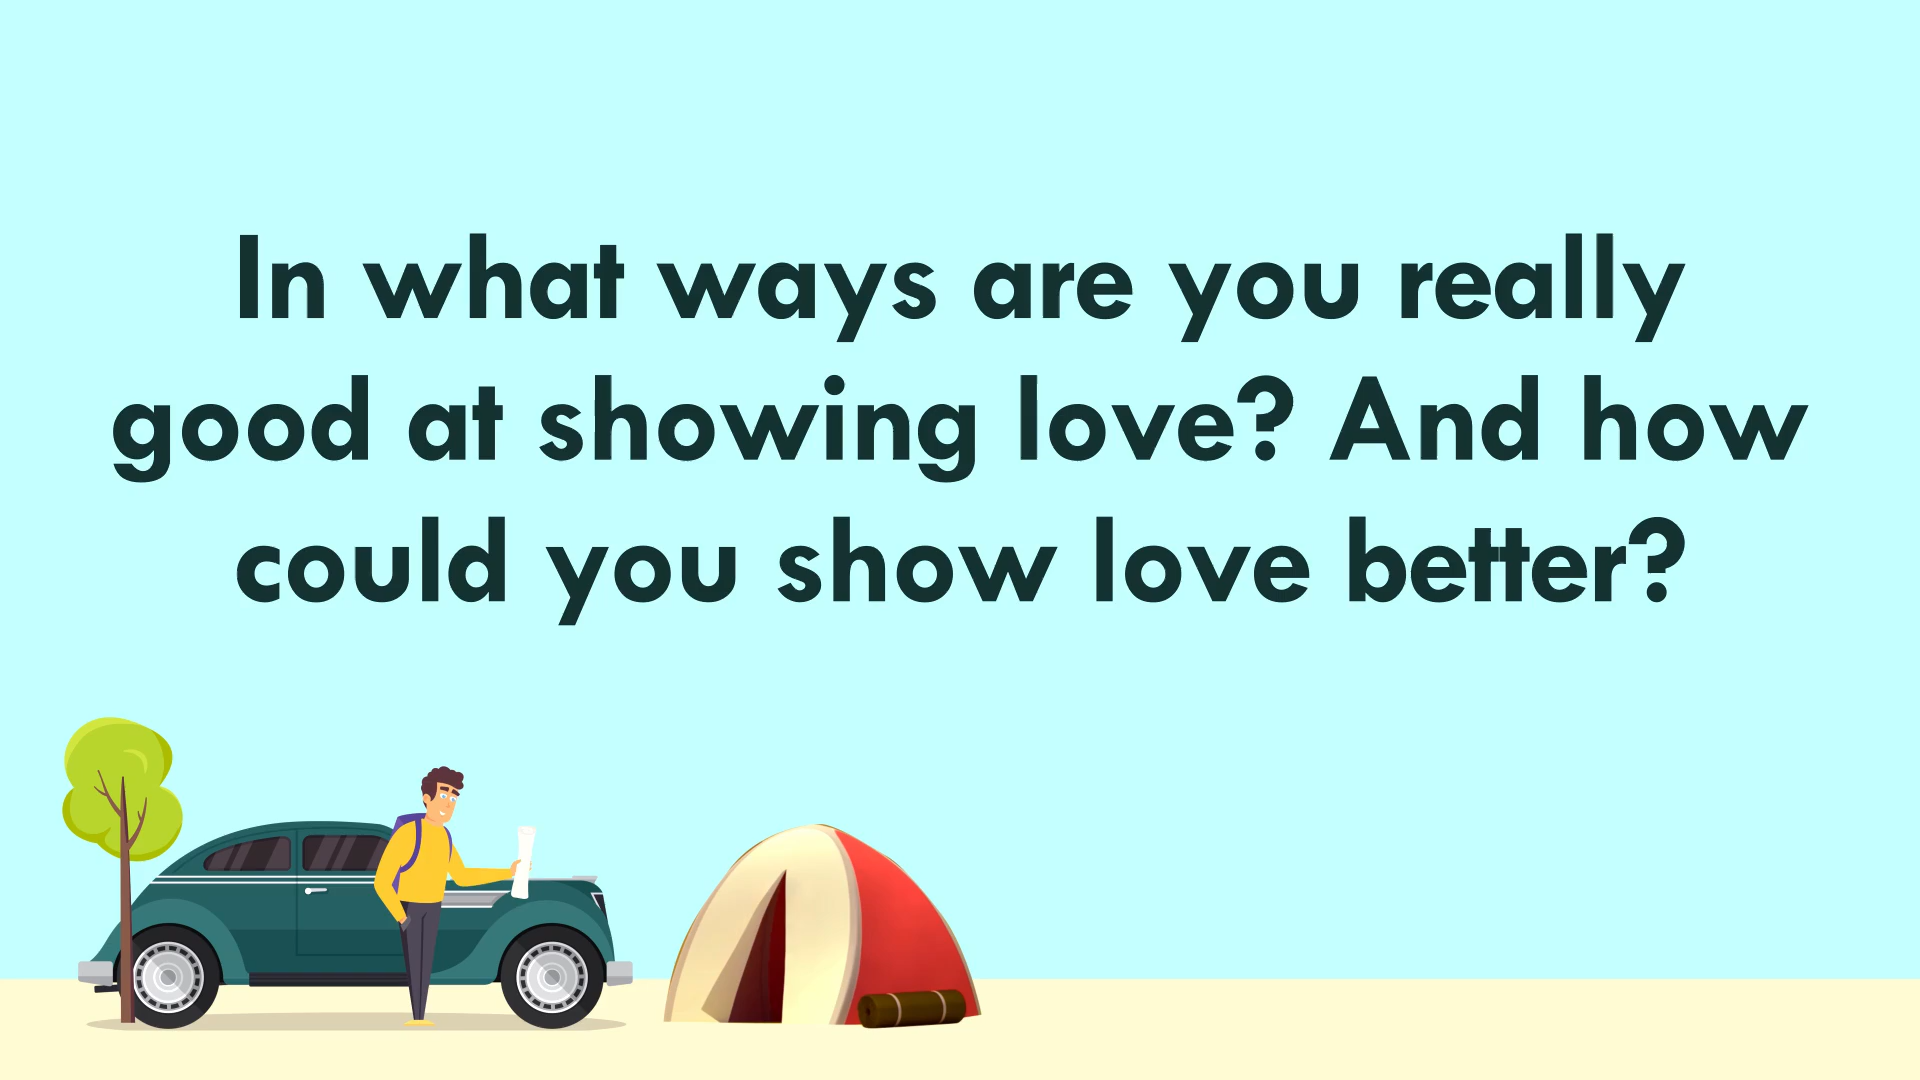 In what ways are you really
good at showing love? And how
could you show love better?